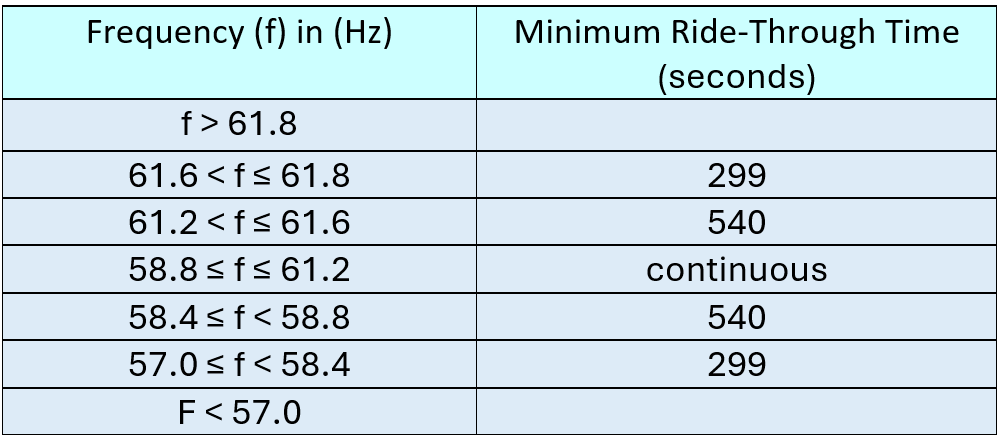 Frequency (f) in (Hz)
Minimum Ride-Through Time
(seconds)
f > 61.8
61.6 < f ≤ 61.8
299
61.2 < f ≤ 61.6
540
58.8 ≤ f ≤ 61.2
continuous
58.4 ≤ f < 58.8
540
57.0 ≤ f < 58.4
299
F < 57.0